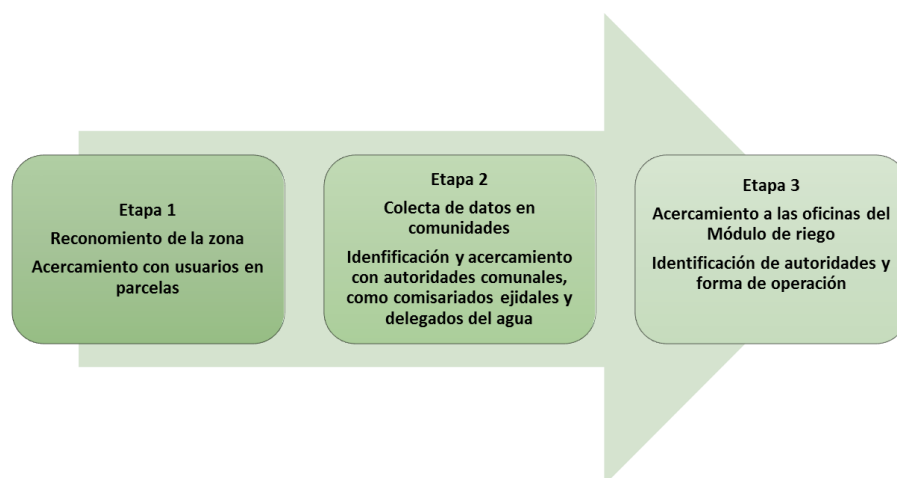 Etapa 1
Reconomiento de la zona
Acercamiento con usuarios en
parcelas
Etapa 2
Colecta de datos en
comunidades
Idenfificación y acercamiento
con autoridades comunales,
como comisariados ejidales y
delegados del agua
Etapa 3
Acercamiento a las oficinas del
Módulo de riego
Identificación de autoridades y
forma de operación